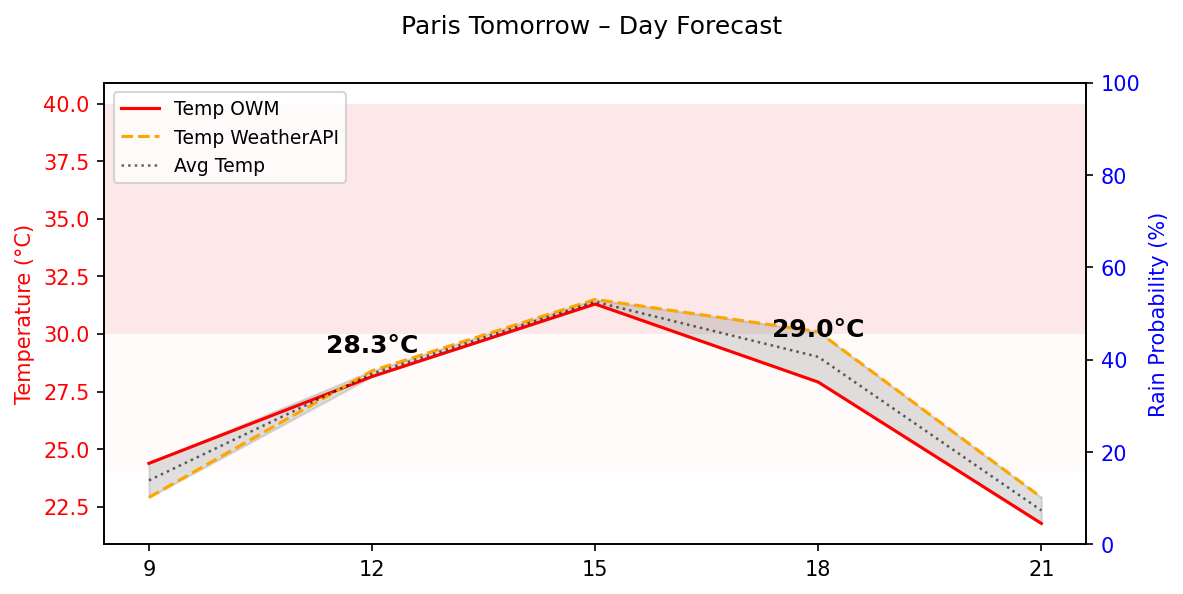 Paris Tomorrow – Day Forecast
Temp OWM
Temp WeatherAPI
Avg Temp
Temperature (°C)
40.0
37.5
35.0
32.5
30.0
27.5
25.0
22.5
28.3°C
29.0°C
100
80
60
40
20
0
Rain Probability (%)
9 12 15 18 21